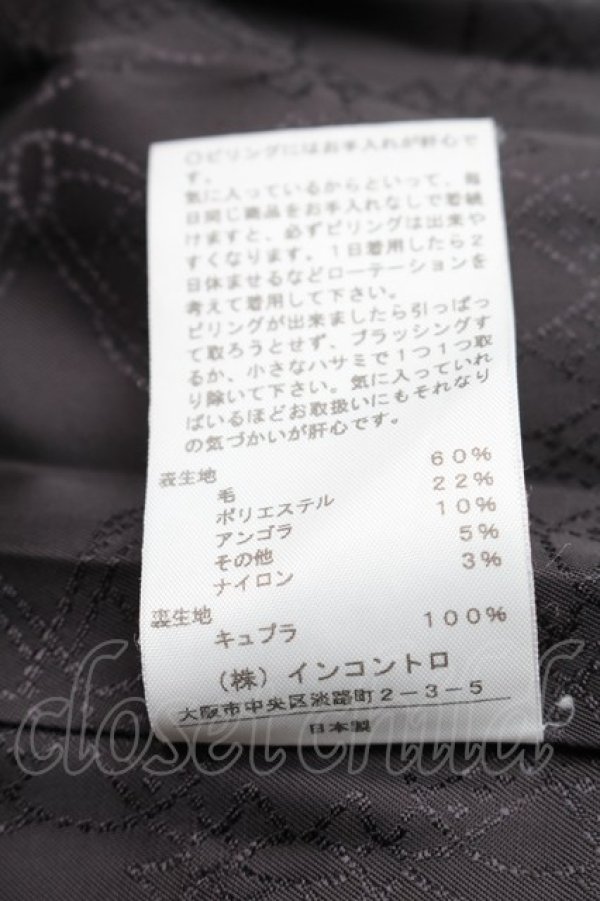 ○ピリングにはお手入れが肝心で
す。
気に入っているからといって、毎
日同じ商品をお手入れなしで着続
けますと、必ずピリングは出来や
すくなります。1日着用したら2
日休ませるなどローテーションを
考えて着用して下さい。
ピリングが出来ましたら引っぱっ
て取ろうとせず、ブラッシングす
るか、小さなハサミで1つ1つ取
り除いて下さい。気に入っていれ
ばいるほどお取扱いにもそれなり
の気づかいが肝心です。
表生地
毛 60%
ポリエステル 22%
アンゴラ 10%
その他 5%
ナイロン 3%
裏生地
キュプラ 100%
(株)インコントロ
大阪市中央区淡路町2-3-5
日本製
closet child